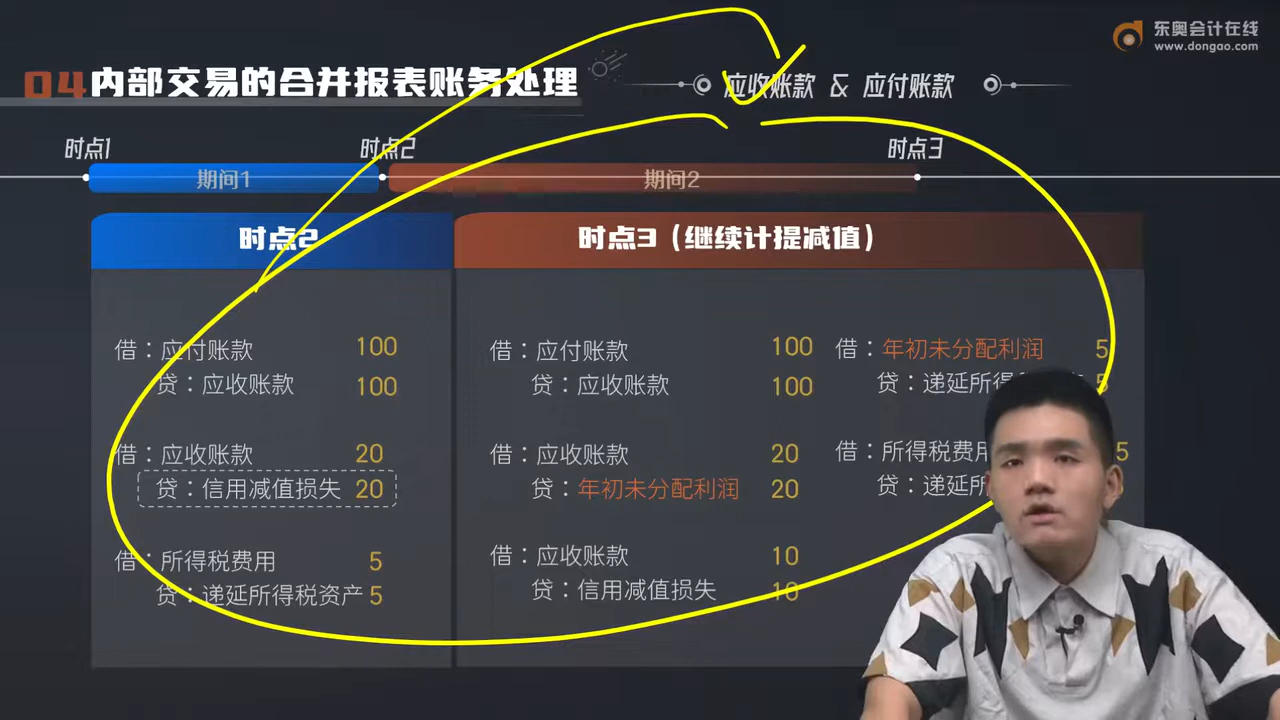 东奥会计在线
www.dongao.com
04 内部交易的合并报表账务处理
应收账款 & 应付账款
时点1
时点2
时点3
期间1
期间2
时点2
借：应付账款 100
贷：应收账款 100
借：应收账款 20
贷：信用减值损失 20
借：所得税费用 5
贷：递延所得税资产 5
时点3（继续计提减值）
借：应付账款 100
贷：应收账款 100
借：应收账款 20
贷：年初未分配利润 20
借：应收账款 10
贷：信用减值损失 10
借：年初未分配利润 5
贷：递延所得 5
借：所得税费用 5
贷：递延所